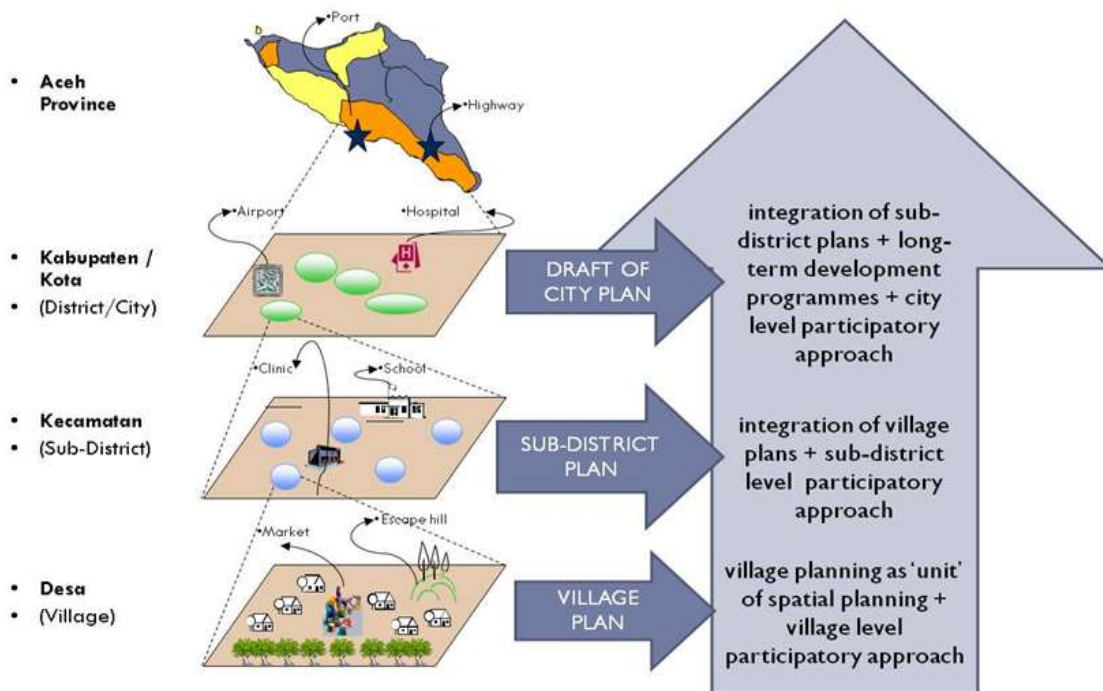 •Port
• Aceh
Province
•Highway
•Airport
•Hospital
• Kabupaten /
Kota
• (District/City)
DRAFT OF
CITY PLAN
integration of sub-
district plans + long-
term development
programmes + city
level participatory
approach
•Clinic
•School
• Kecamatan
• (Sub-District)
H
SUB-DISTRICT
PLAN
integration of village
plans + sub-district
level participatory
approach
•Market
•Escape hill
• Desa
• (Village)
VILLAGE
PLAN
village planning as ‘unit’
of spatial planning +
village level
participatory approach